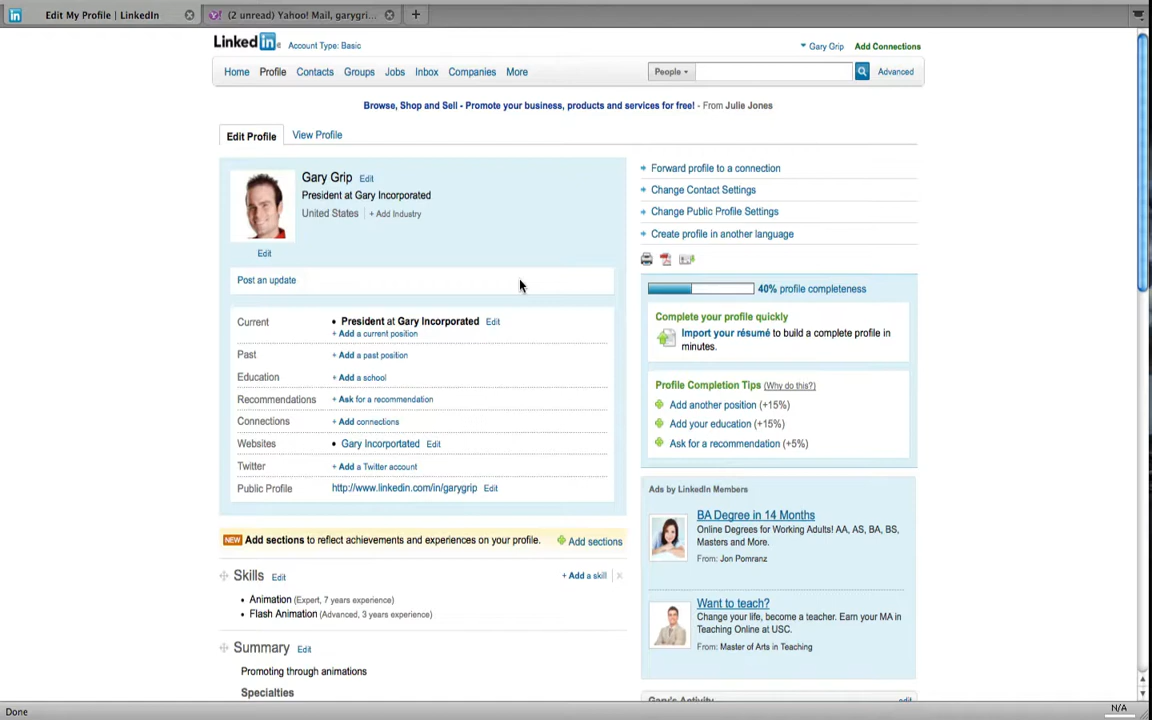 Edit My Profile | LinkedIn
(2 unread) Yahoo! Mail, garygri...
LinkedIn Account Type: Basic
Gary Grip Add Connections
Home Profile Contacts Groups Jobs Inbox Companies More
People Advanced
Browse, Shop and Sell - Promote your business, products and services for free! - From Julie Jones
Edit Profile View Profile
Gary Grip Edit
President at Gary Incorporated
United States + Add Industry
Edit
Post an update
Current • President at Gary Incorporated Edit
+ Add a current position
Past + Add a past position
Education + Add a school
Recommendations + Ask for a recommendation
Connections + Add connections
Websites • Gary Incorportated Edit
Twitter + Add a Twitter account
Public Profile http://www.linkedin.com/in/garygrip Edit
NEW Add sections to reflect achievements and experiences on your profile. Add sections
Skills Edit + Add a skill
• Animation (Expert, 7 years experience)
• Flash Animation (Advanced, 3 years experience)
Summary Edit
Promoting through animations
Specialties
Forward profile to a connection
Change Contact Settings
Change Public Profile Settings
Create profile in another language
40% profile completeness
Complete your profile quickly
Import your résumé to build a complete profile in
minutes.
Profile Completion Tips (Why do this?)
Add another position (+15%)
Add your education (+15%)
Ask for a recommendation (+5%)
Ads by LinkedIn Members
BA Degree in 14 Months
Online Degrees for Working Adults! AA, AS, BA, BS,
Masters and More.
From: Jon Pomranz
Want to teach?
Change your life, become a teacher. Earn your MA in
Teaching Online at USC.
From: Master of Arts in Teaching
Gary's Activity edit
Done
N/A